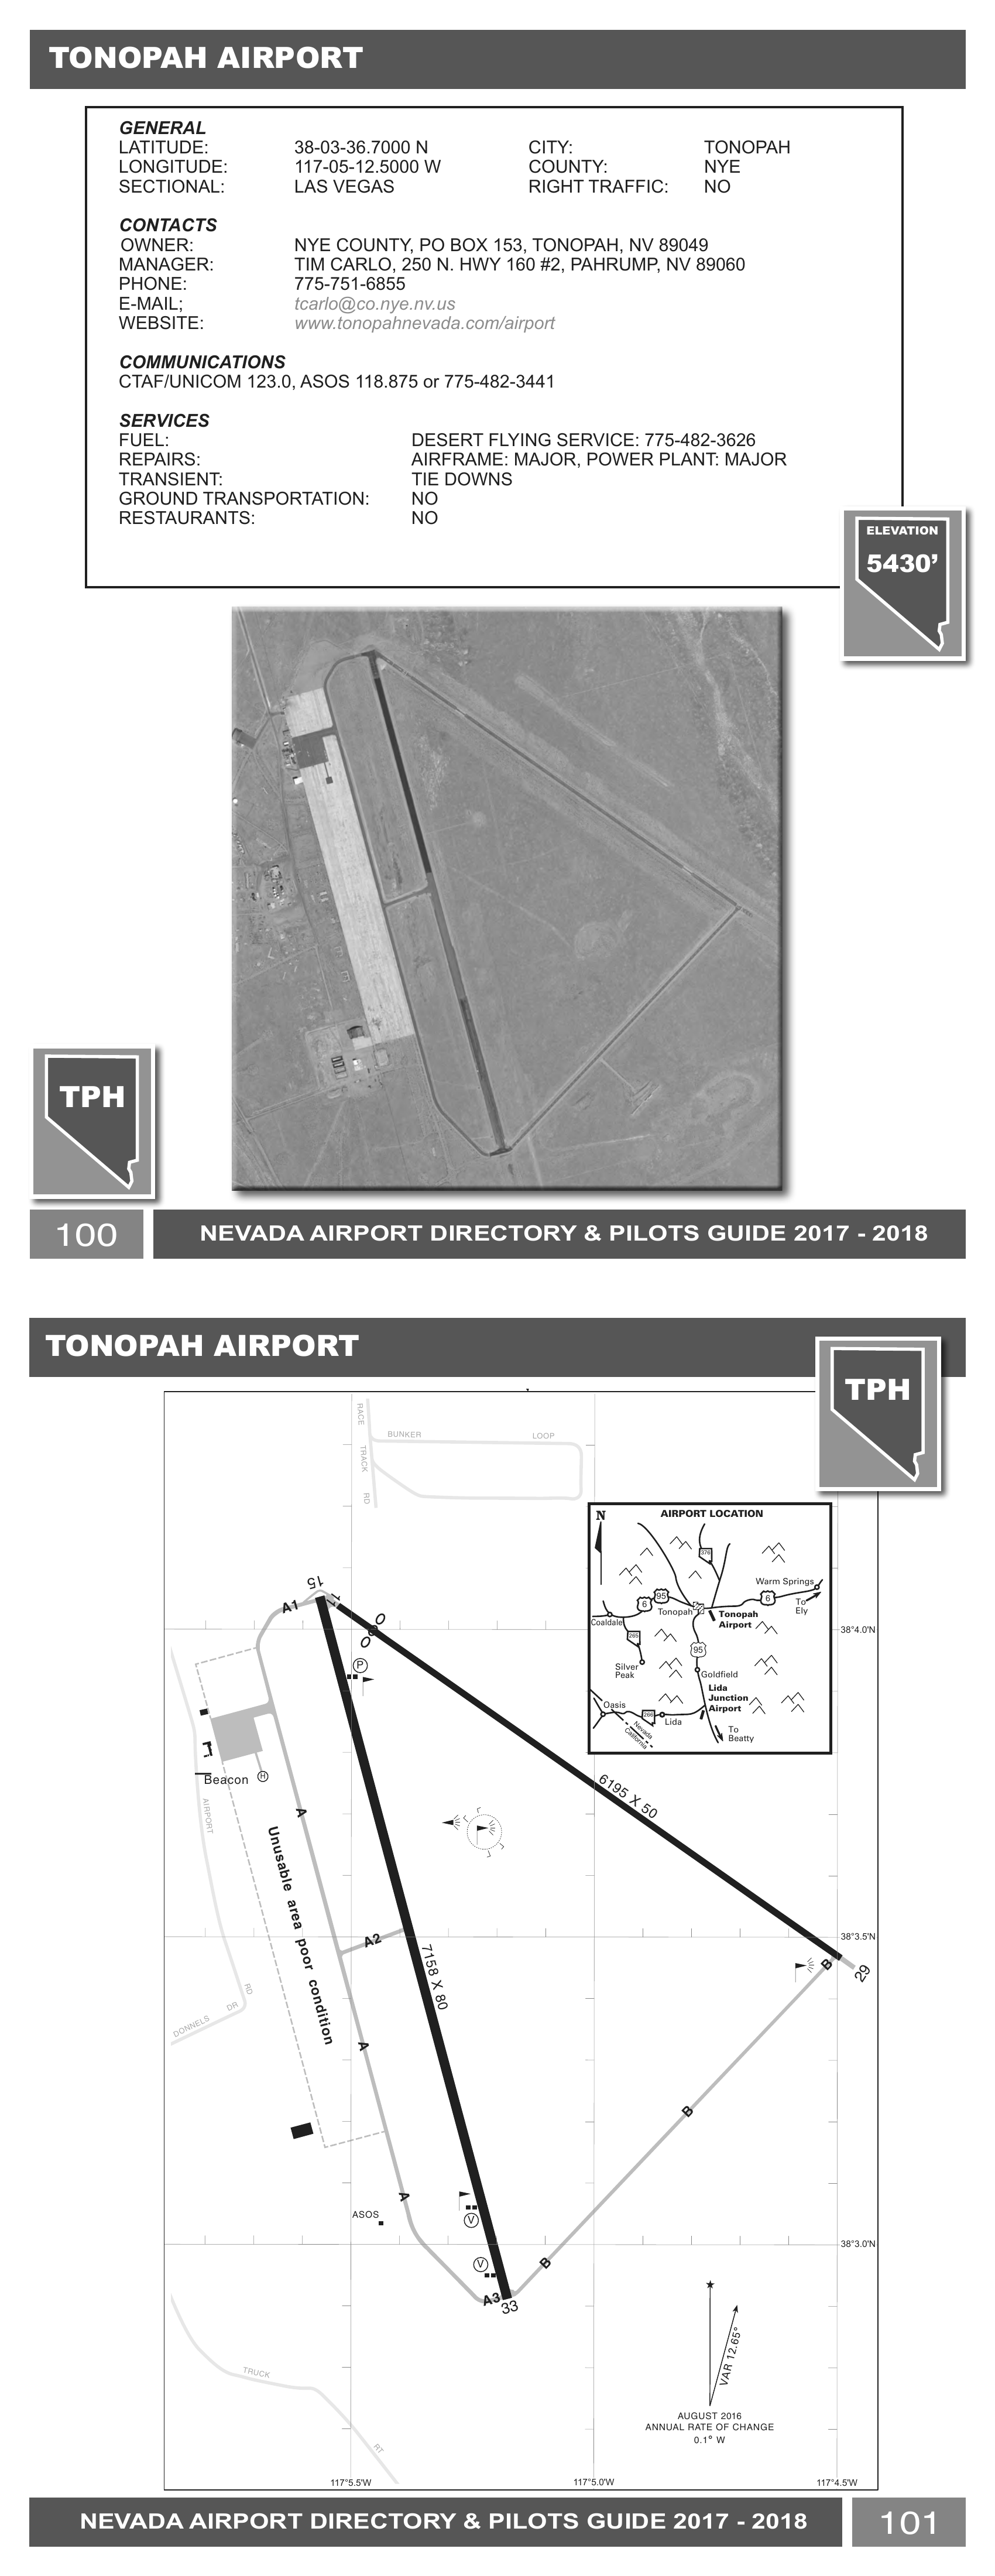 TONOPAH AIRPORT
GENERAL
LATITUDE: 38-03-36.7000 N CITY: TONOPAH
LONGITUDE: 117-05-12.5000 W COUNTY: NYE
SECTIONAL: LAS VEGAS RIGHT TRAFFIC: NO
CONTACTS
OWNER: NYE COUNTY, PO BOX 153, TONOPAH, NV 89049
MANAGER: TIM CARLO, 250 N. HWY 160 #2, PAHRUMP, NV 89060
PHONE: 775-751-6855
E-MAIL; tcarlo@co.nye.nv.us
WEBSITE: www.tonopahnevada.com/airport
COMMUNICATIONS
CTAF/UNICOM 123.0, ASOS 118.875 or 775-482-3441
SERVICES
FUEL: DESERT FLYING SERVICE: 775-482-3626
REPAIRS: AIRFRAME: MAJOR, POWER PLANT: MAJOR
TRANSIENT: TIE DOWNS
GROUND TRANSPORTATION: NO
RESTAURANTS: NO
ELEVATION
5430’
TPH
100 NEVADA AIRPORT DIRECTORY & PILOTS GUIDE 2017 - 2018
TONOPAH AIRPORT
TPH
RACE TRACK RD
BUNKER LOOP
AIRPORT LOCATION
N
376
Warm Springs
6
95
6
To
Ely
Tonopah
Tonopah
Airport
Coaldale
265
95
Silver
Peak
Goldfield
Lida
Junction
Airport
Oasis
266
Lida
Nevada
California
To
Beatty
15
A1
38°4.0'N
P
Beacon
H
AIRPORT RD
6195 X 50
A
Unusable area poor condition
A2
38°3.5'N
7158 X 80
B
29
DONNELS DR
A
B
A
ASOS
V
38°3.0'N
V
B
A3
33
VAR 12.65°
TRUCK RT
AUGUST 2016
ANNUAL RATE OF CHANGE
0.1° W
117°5.5'W 117°5.0'W 117°4.5'W
NEVADA AIRPORT DIRECTORY & PILOTS GUIDE 2017 - 2018 101